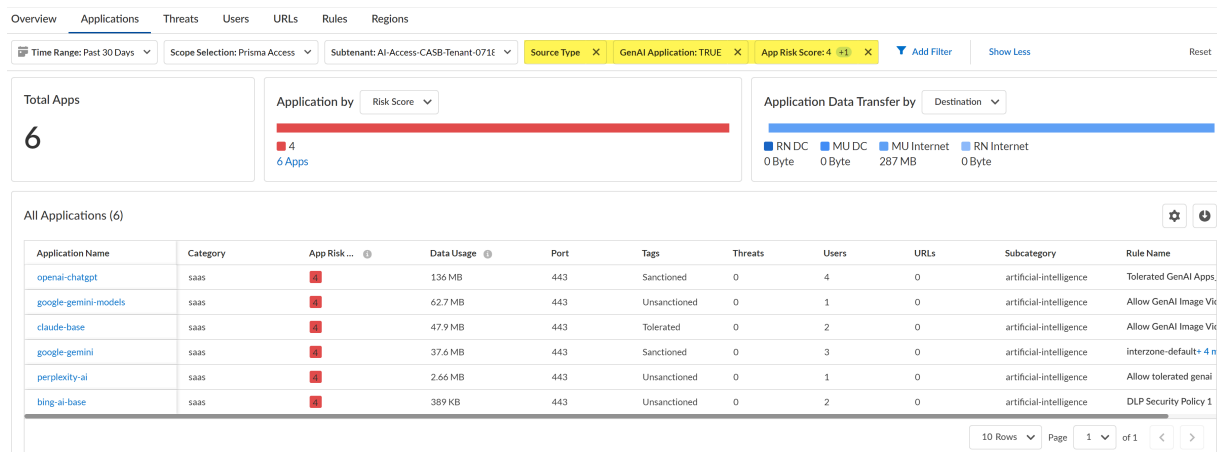 Overview Applications Threats Users URLs Rules Regions
Time Range: Past 30 Days Scope Selection: Prisma Access Subtenant: AI-Access-CASB-Tenant-0718 Source Type X GenAI Application: TRUE X App Risk Score: 4 +1 X Add Filter Show Less Reset
Total Apps
6
Application by Risk Score
4
6 Apps
Application Data Transfer by Destination
RN DC MU DC MU Internet RN Internet
0 Byte 0 Byte 287 MB 0 Byte
All Applications (6)
Application Name Category App Risk ... Data Usage Port Tags Threats Users URLs Subcategory Rule Name
openai-chatgpt saas 4 136 MB 443 Sanctioned 0 4 0 artificial-intelligence Tolerated GenAI Apps_
google-gemini-models saas 4 62.7 MB 443 Unsanctioned 0 1 0 artificial-intelligence Allow GenAI Image Vic
claude-base saas 4 47.9 MB 443 Tolerated 0 2 0 artificial-intelligence Allow GenAI Image Vic
google-gemini saas 4 37.6 MB 443 Sanctioned 0 3 0 artificial-intelligence interzone-default+ 4 m
perplexity-ai saas 4 2.66 MB 443 Unsanctioned 0 1 0 artificial-intelligence Allow tolerated genai
bing-ai-base saas 4 389 KB 443 Unsanctioned 0 2 0 artificial-intelligence DLP Security Policy 1
10 Rows Page 1 of 1